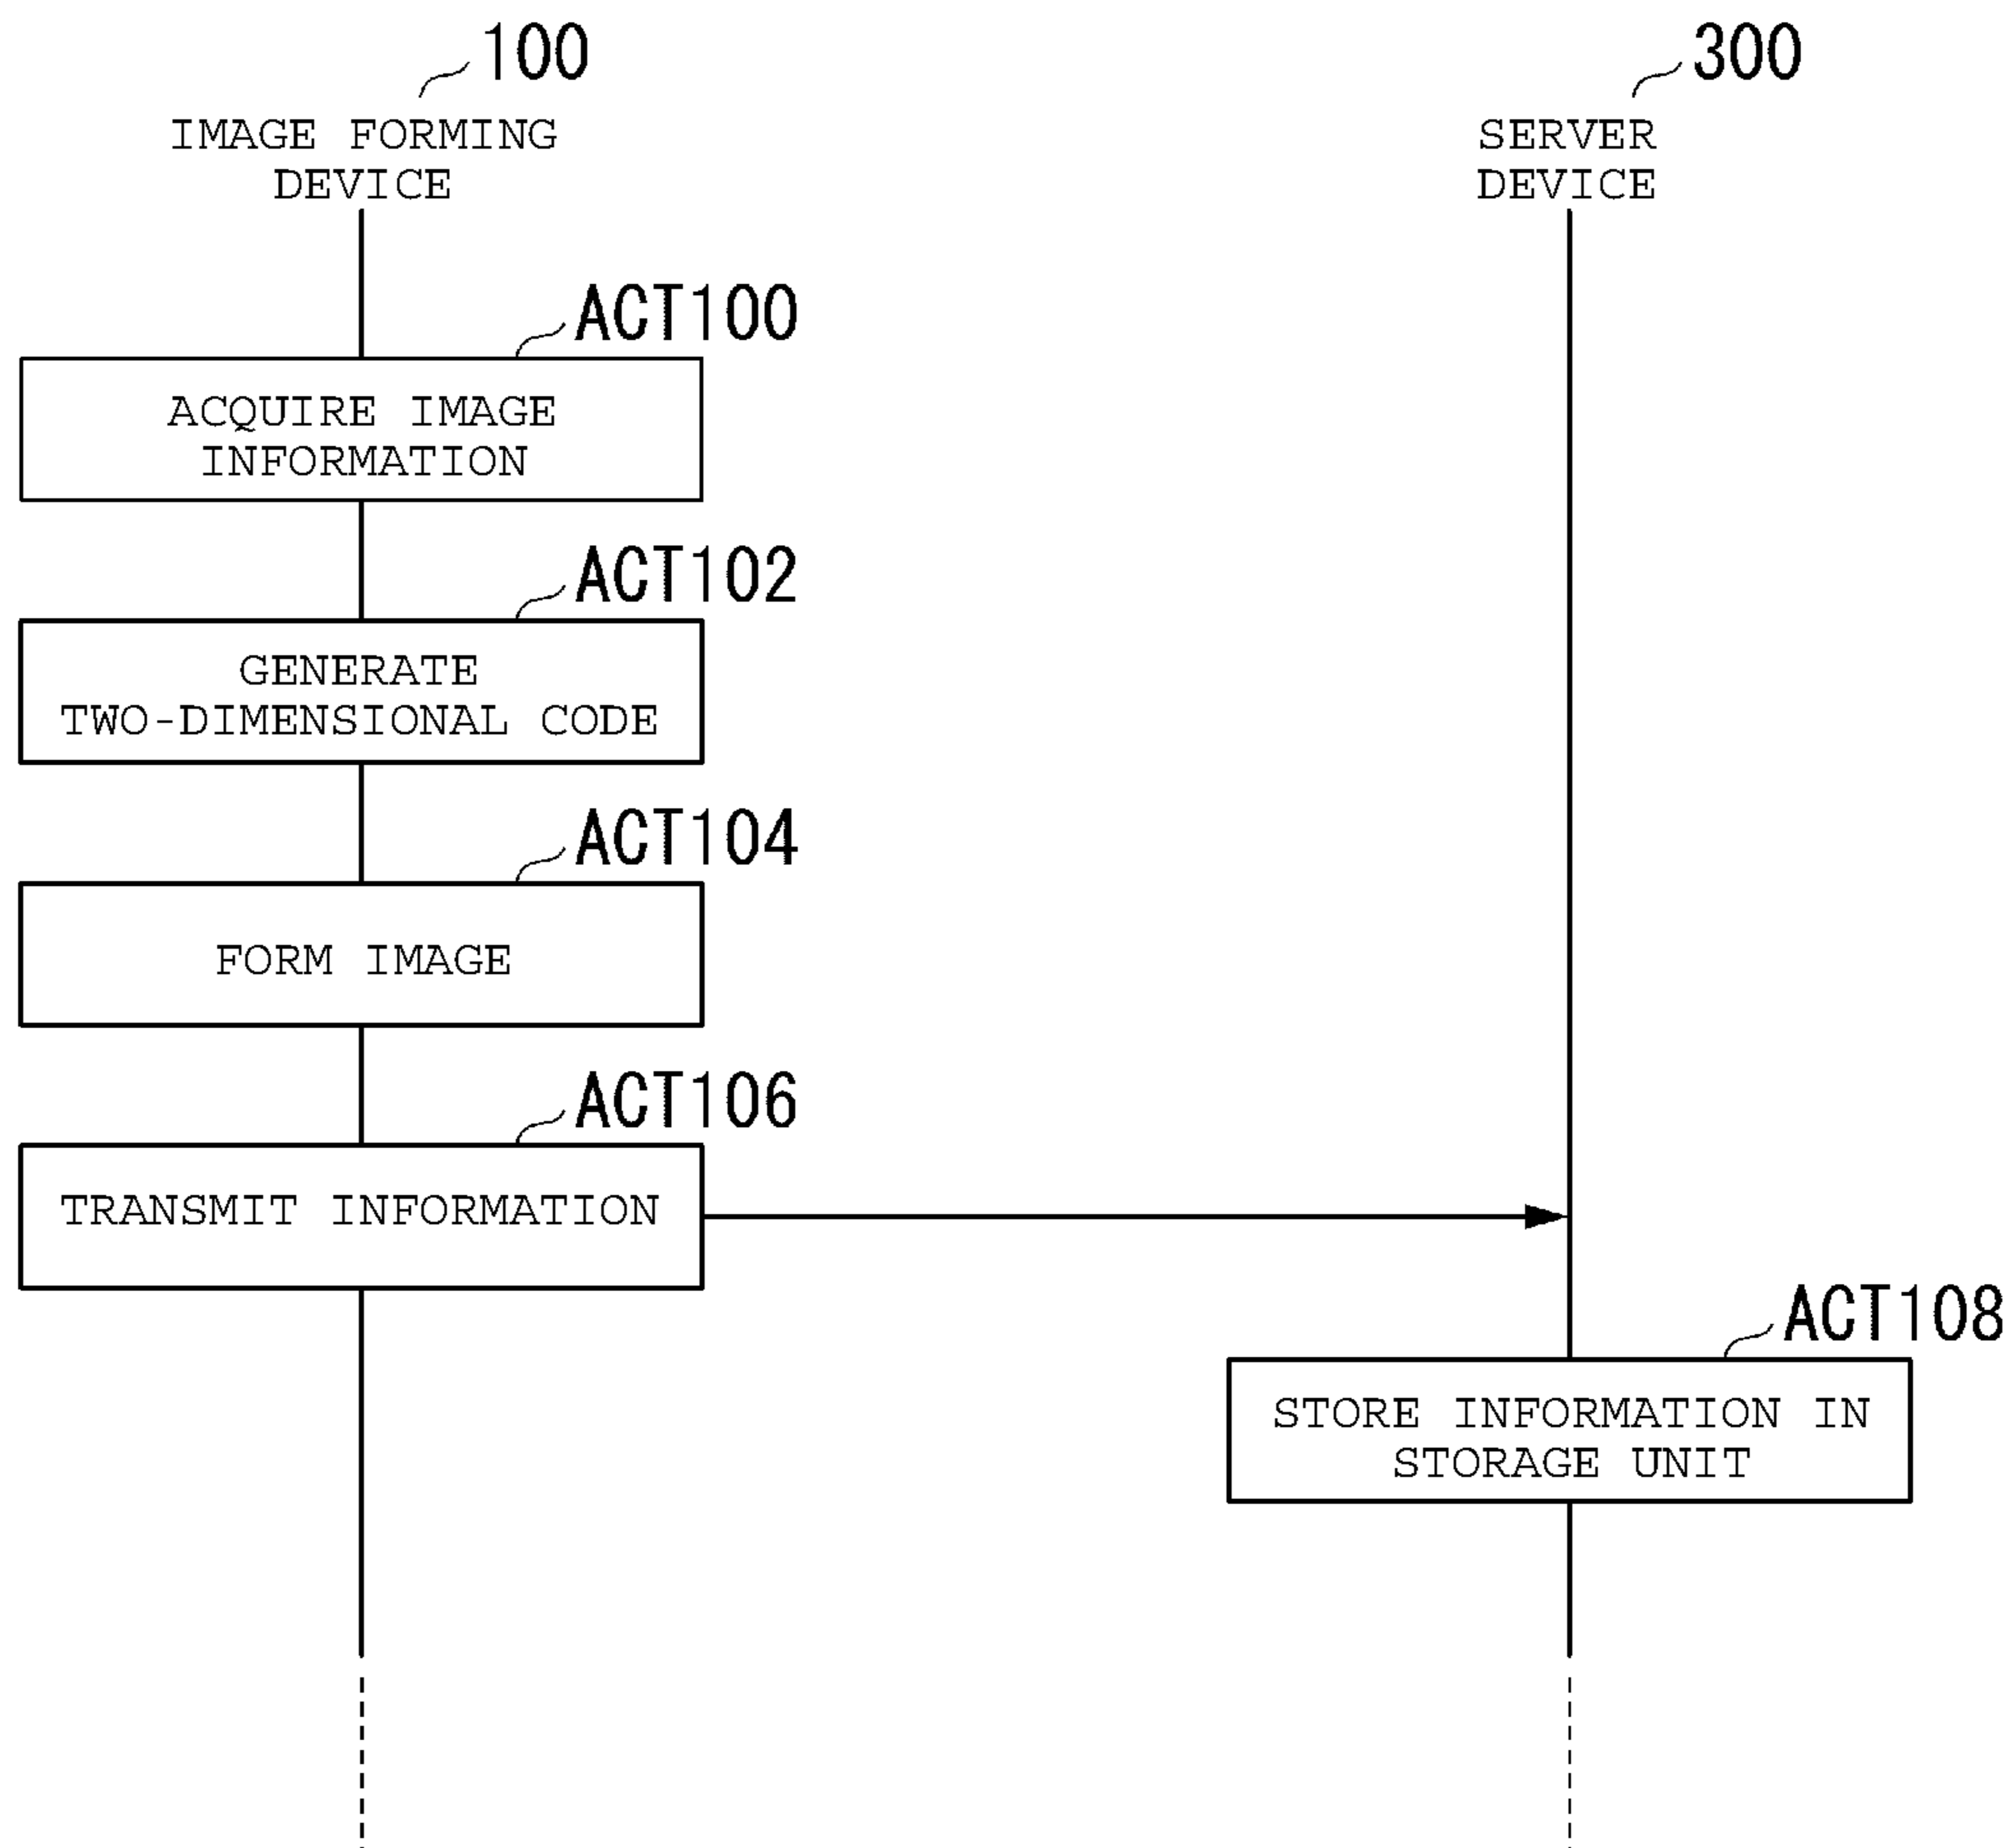 100
IMAGE FORMING
DEVICE
300
SERVER
DEVICE
ACT100
ACQUIRE IMAGE
INFORMATION
ACT102
GENERATE
TWO-DIMENSIONAL CODE
ACT104
FORM IMAGE
ACT106
TRANSMIT INFORMATION
ACT108
STORE INFORMATION IN
STORAGE UNIT